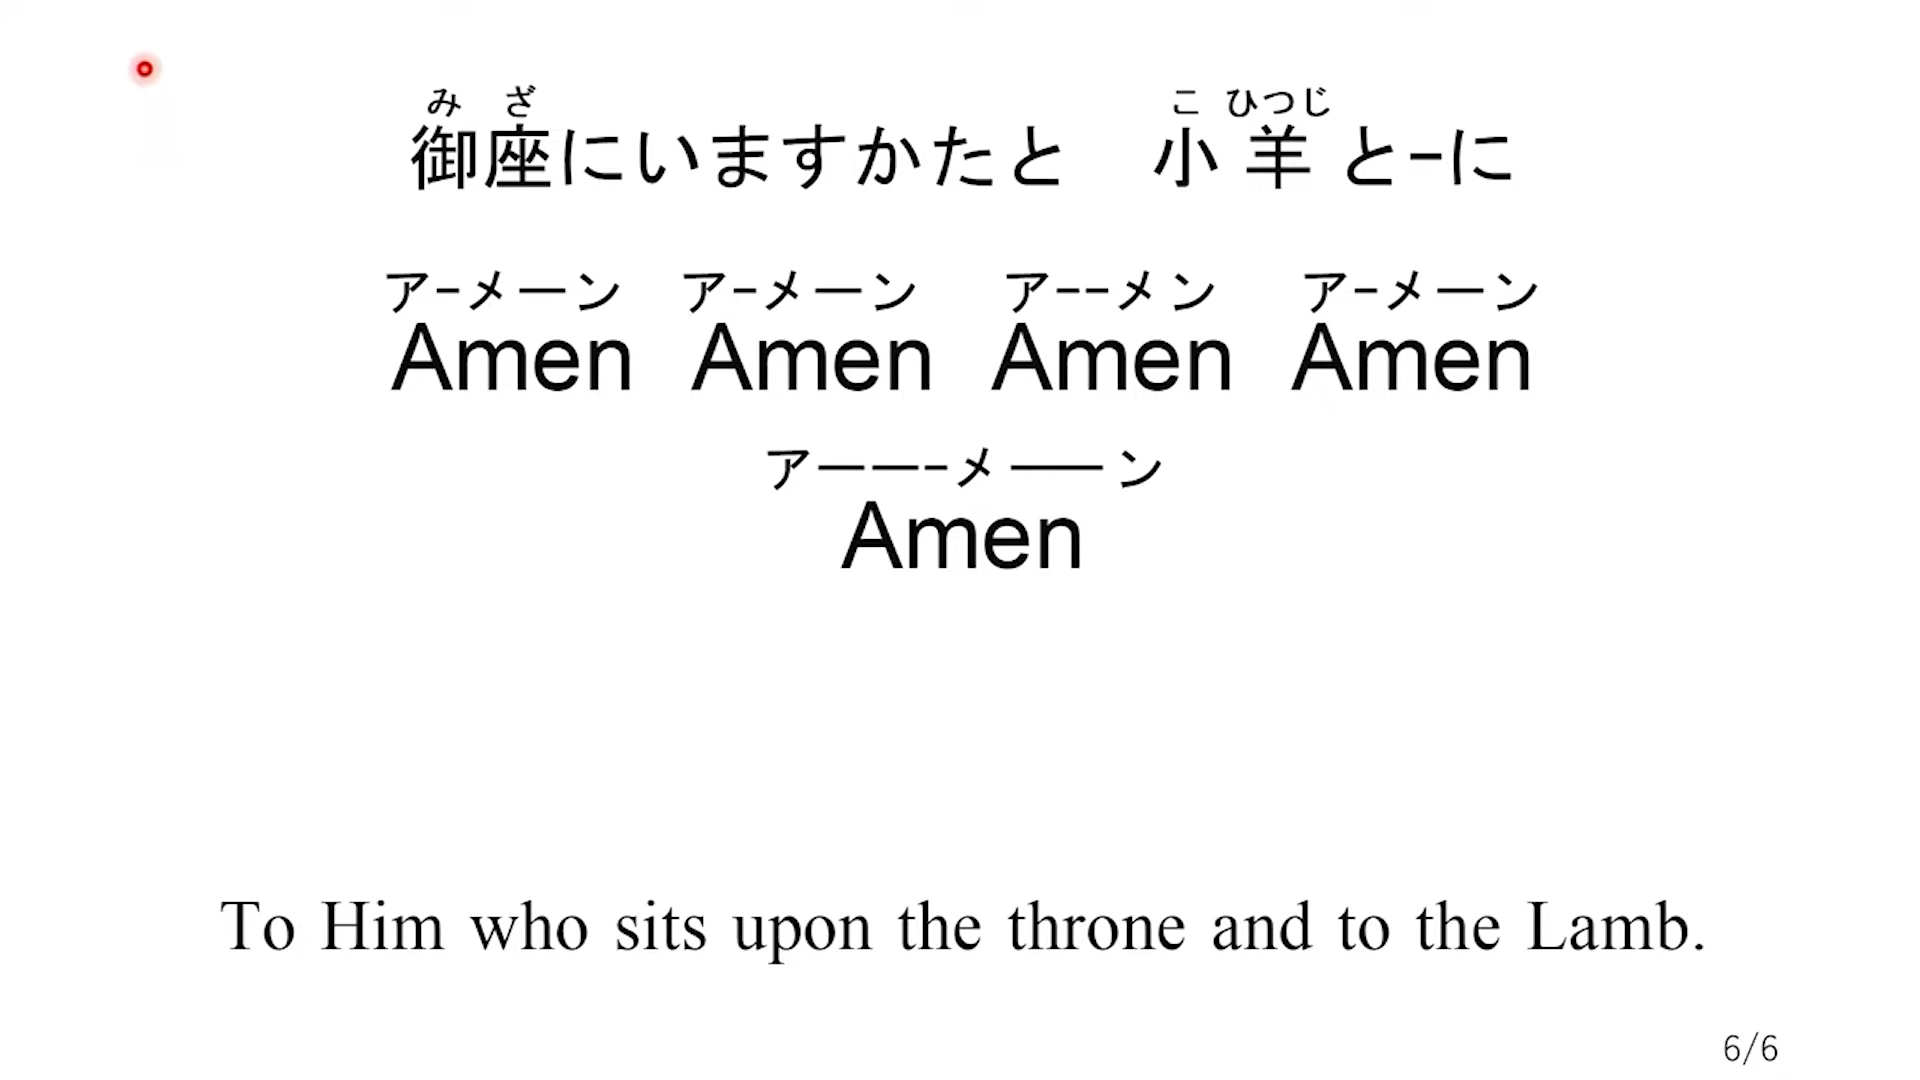 み ざ こ ひつじ
御座にいますかたと 小羊と-に
ア-メーン ア-メーン ア--メン ア-メーン
Amen Amen Amen Amen
アーー-メ──ン
Amen
To Him who sits upon the throne and to the Lamb.
6/6